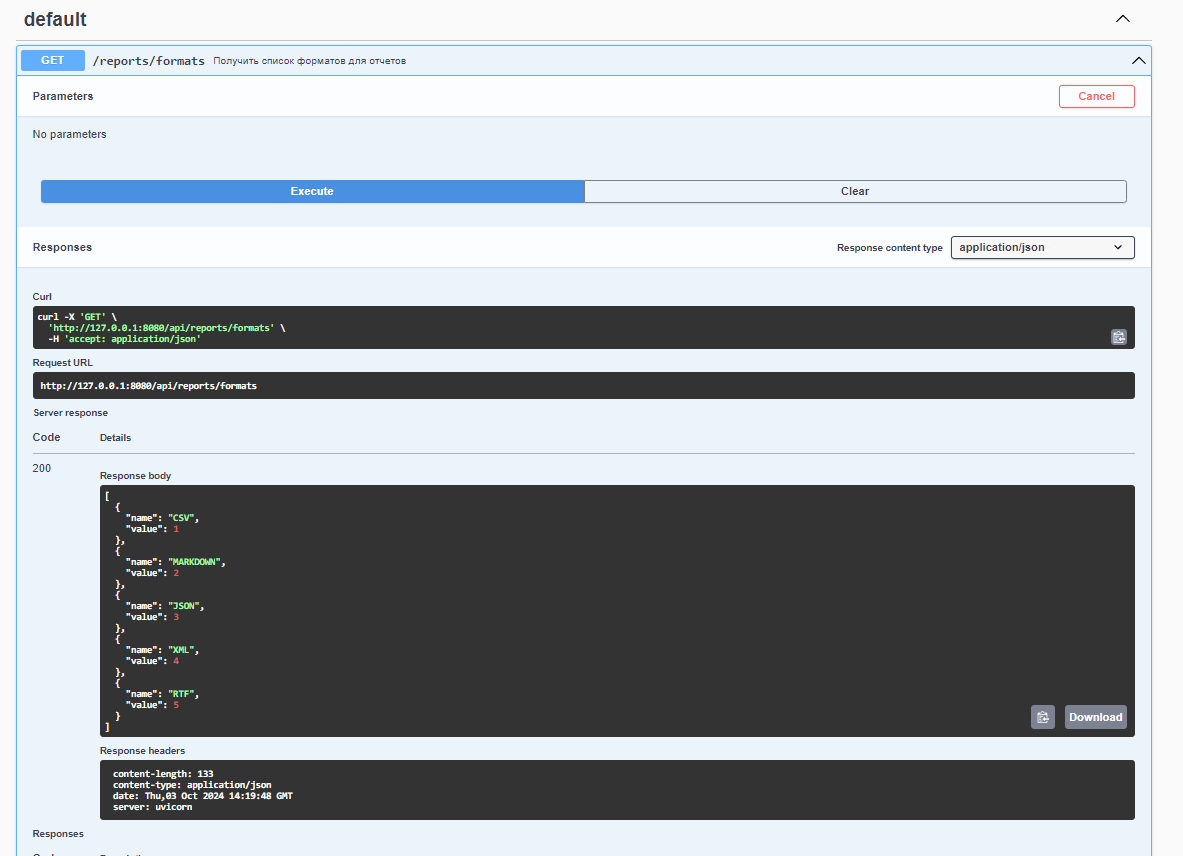 default
GET /reports/formats Получить список форматов для отчетов
Parameters
Cancel
No parameters
Execute
Clear
Responses
Response content type
application/json
Curl
curl -X 'GET' \
'http://127.0.0.1:8080/api/reports/formats' \
-H 'accept: application/json'
Request URL
http://127.0.0.1:8080/api/reports/formats
Server response
Code Details
200
Response body
[
{
"name": "CSV",
"value": 1
},
{
"name": "MARKDOWN",
"value": 2
},
{
"name": "JSON",
"value": 3
},
{
"name": "XML",
"value": 4
},
{
"name": "RTF",
"value": 5
}
]
Download
Response headers
content-length: 133
content-type: application/json
date: Thu,03 Oct 2024 14:19:48 GMT
server: uvicorn
Responses